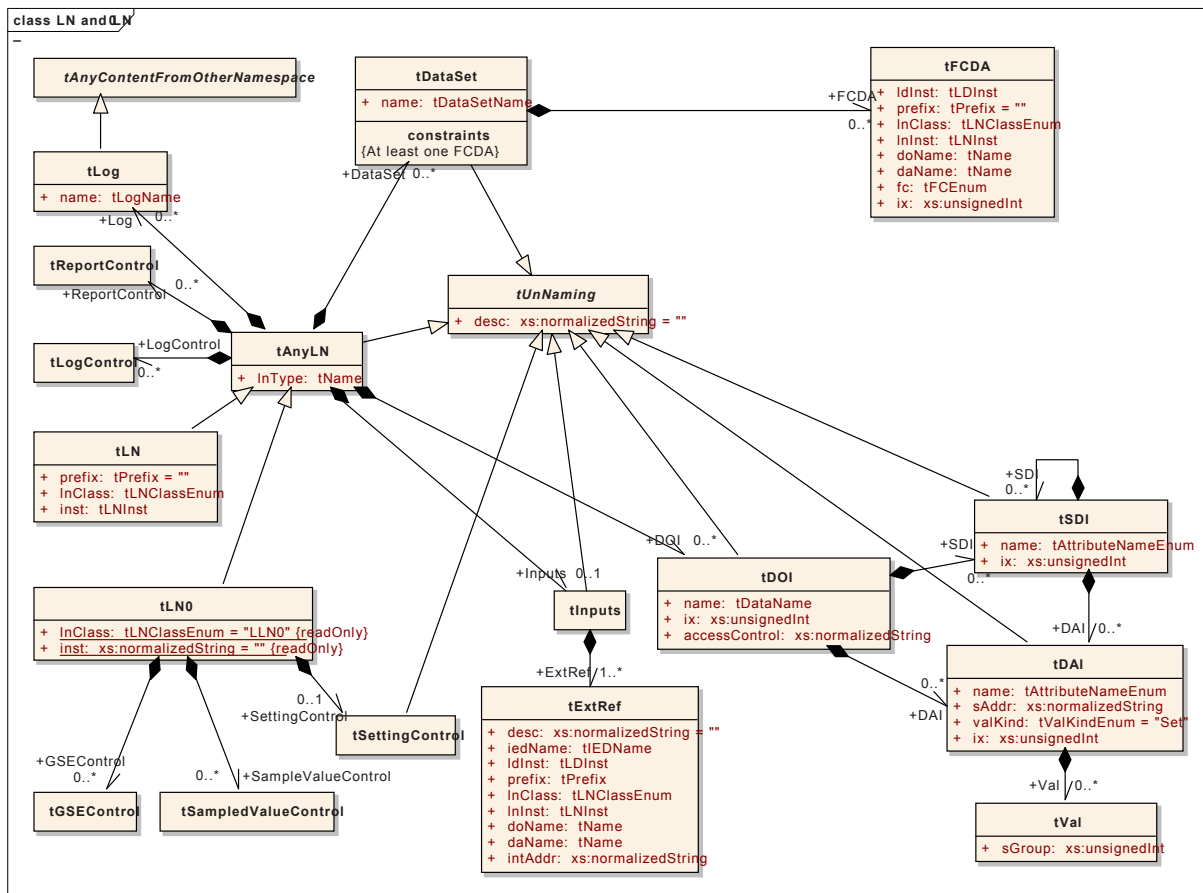 class LN and LN0
tAnyContentFromOtherNamespace
tDataSet
+ name: tDataSetName
constraints
{At least one FCDA}
+DataSet 0..*
+FCDA
0..*
tFCDA
+ ldInst: tLDInst
+ prefix: tPrefix = ""
+ lnClass: tLNClassEnum
+ lnInst: tLNInst
+ doName: tName
+ daName: tName
+ fc: tFCEnum
+ ix: xs:unsignedInt
tLog
+ name: tLogName
+Log
0..*
tReportControl
0..*
+ReportControl
tUnNaming
+ desc: xs:normalizedString = ""
tLogControl
+LogControl
0..*
tAnyLN
+ lnType: tName
tLN
+ prefix: tPrefix = ""
+ lnClass: tLNClassEnum
+ inst: tLNInst
+SDI
0..*
tSDI
+ name: tAttributeNameEnum
+ ix: xs:unsignedInt
+SDI
0..*
+DOI 0..*
tDOI
+ name: tDataName
+ ix: xs:unsignedInt
+ accessControl: xs:normalizedString
+Inputs 0..1
tInputs
tLN0
+ lnClass: tLNClassEnum = "LLN0" {readOnly}
+ inst: xs:normalizedString = "" {readOnly}
+DAI 0..*
tDAI
+ name: tAttributeNameEnum
+ sAddr: xs:normalizedString
+ valKind: tValKindEnum = "Set"
+ ix: xs:unsignedInt
0..*
+DAI
+ExtRef 1..*
tExtRef
+ desc: xs:normalizedString = ""
+ iedName: tIEDName
+ ldInst: tLDInst
+ prefix: tPrefix
+ lnClass: tLNClassEnum
+ lnInst: tLNInst
+ doName: tName
+ daName: tName
+ intAddr: xs:normalizedString
0..1
+SettingControl
tSettingControl
+GSEControl
0..*
0..*
+SampleValueControl
tGSEControl
tSampledValueControl
+Val 0..*
tVal
+ sGroup: xs:unsignedInt